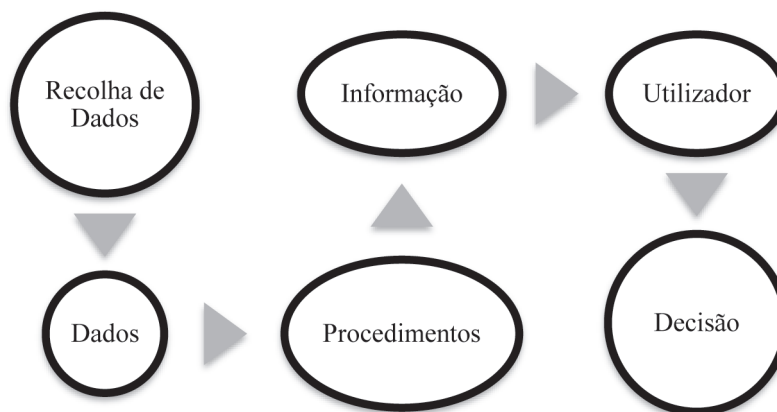 Recolha de
Dados
Dados
Procedimentos
Informação
Utilizador
Decisão